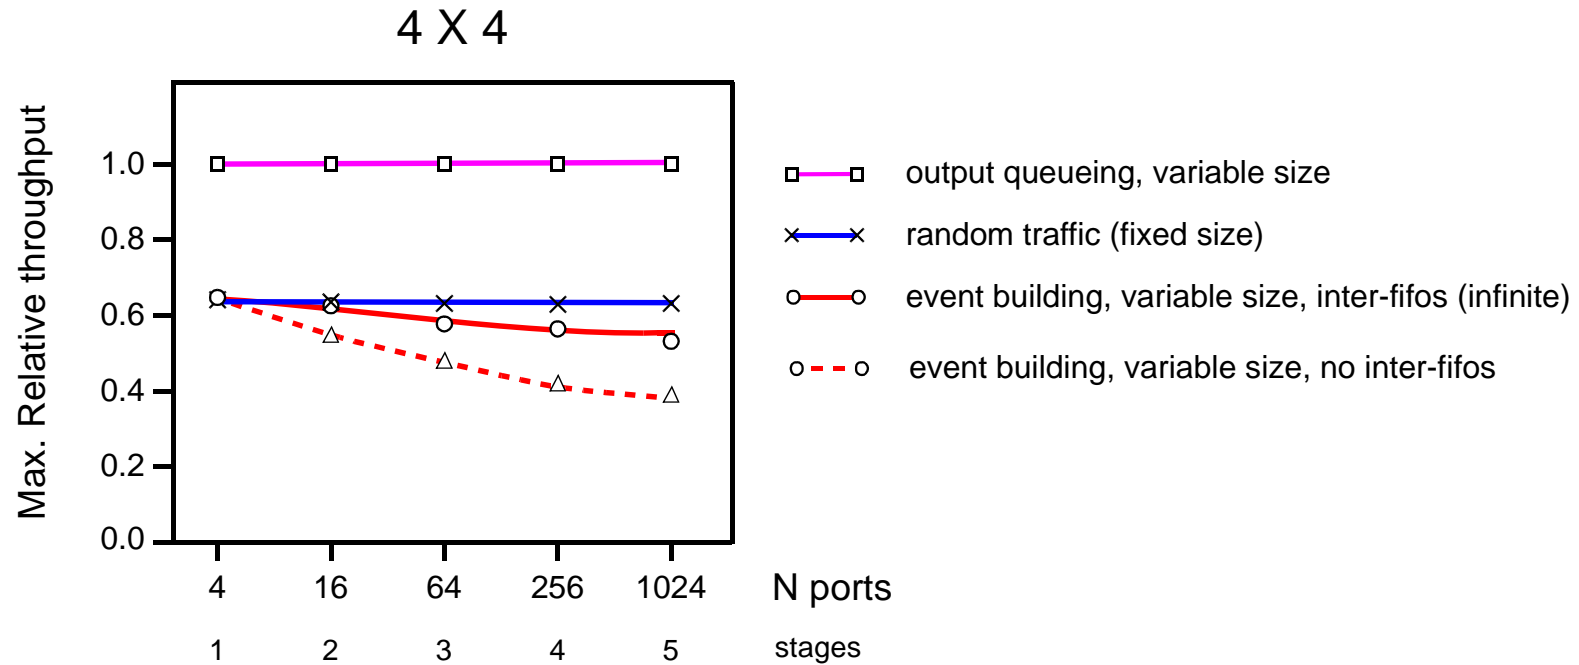 4 X 4
Max. Relative throughput
1.0
0.8
0.6
0.4
0.2
0.0
4 16 64 256 1024 N ports
1 2 3 4 5 stages
output queueing, variable size
random traffic (fixed size)
event building, variable size, inter-fifos (infinite)
event building, variable size, no inter-fifos